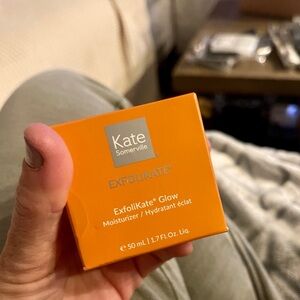 Kate
Somerville
EXFOLIKATE®
ExfoliKate® Glow
Moisturizer / Hydratant éclat
e 50 mL | 1.7 Fl. Oz. Liq.